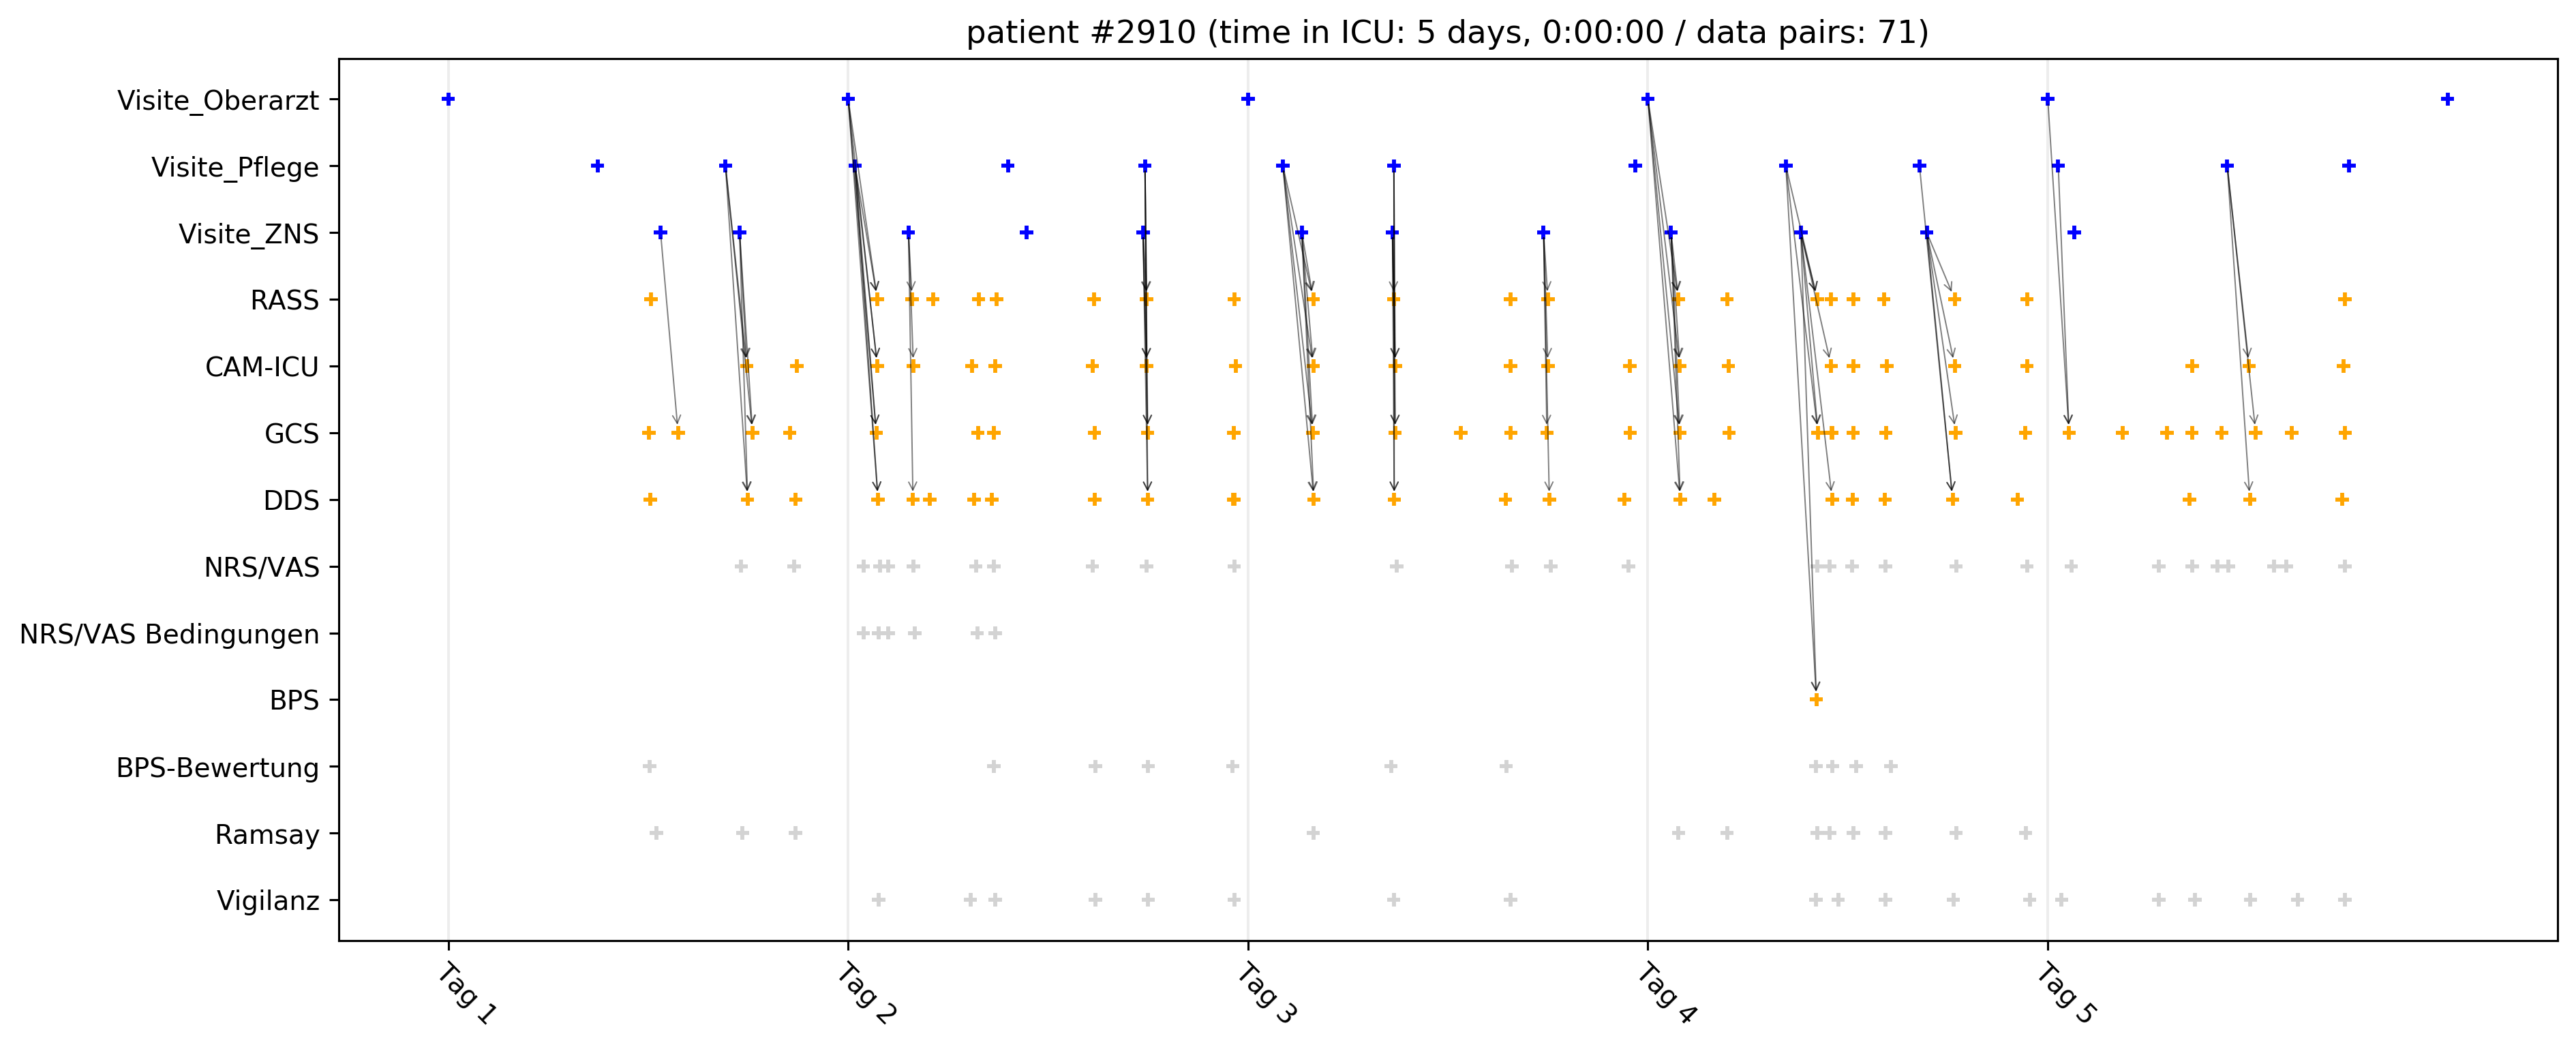 patient #2910 (time in ICU: 5 days, 0:00:00 / data pairs: 71)
Visite_Oberarzt
Visite_Pflege
Visite_ZNS
RASS
CAM-ICU
GCS
DDS
NRS/VAS
NRS/VAS Bedingungen
BPS
BPS-Bewertung
Ramsay
Vigilanz
Tag 1
Tag 2
Tag 3
Tag 4
Tag 5